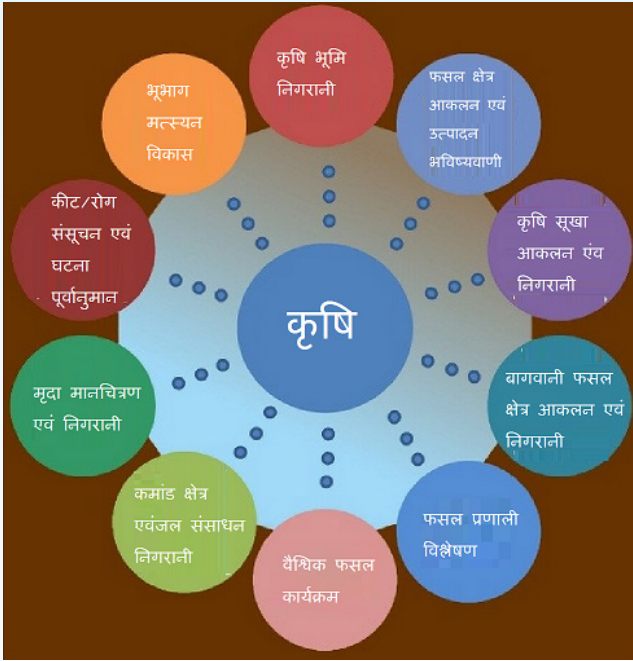 कृषि भूमि
निगरानी
फसल क्षेत्र
आकलन एवं
उत्पादन
भविष्यवाणी
कृषि सूखा
आकलन एंव
निगरानी
बागवानी फसल
क्षेत्र आकलन एवं
निगरानी
फसल प्रणाली
विश्लेषण
वैश्विक फसल
कार्यक्रम
कमांड क्षेत्र
एवंजल संसाधन
निगरानी
मृदा मानचित्रण
एवं निगरानी
कीट/रोग
संसूचन एवं
घटना
पूर्वानुमान
भूभाग
मत्स्यन
विकास
कृषि